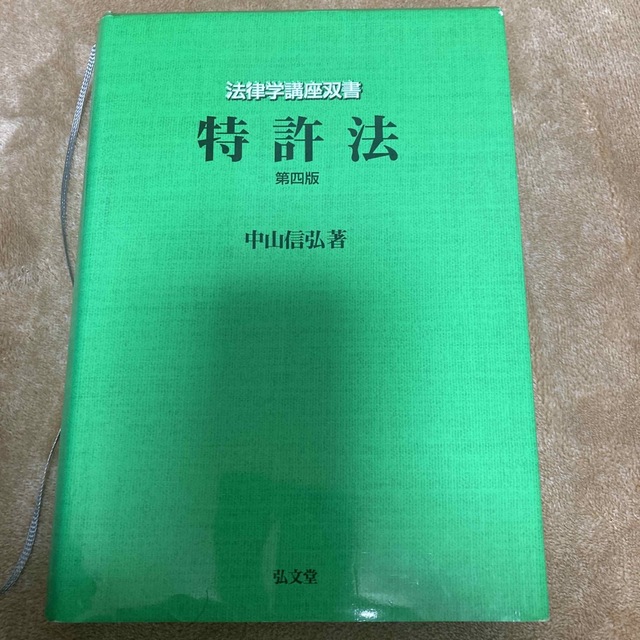 法律学講座双書
特許法
第四版
中山信弘著
弘文堂